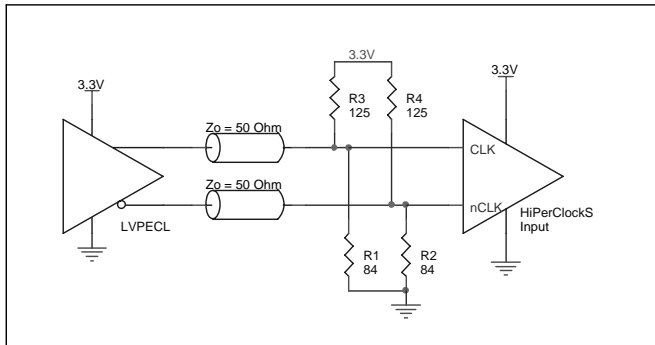 3.3V
3.3V
3.3V
R3
125
R4
125
Zo = 50 Ohm
CLK
Zo = 50 Ohm
nCLK
LVPECL
HiPerClockS
Input
R1
84
R2
84